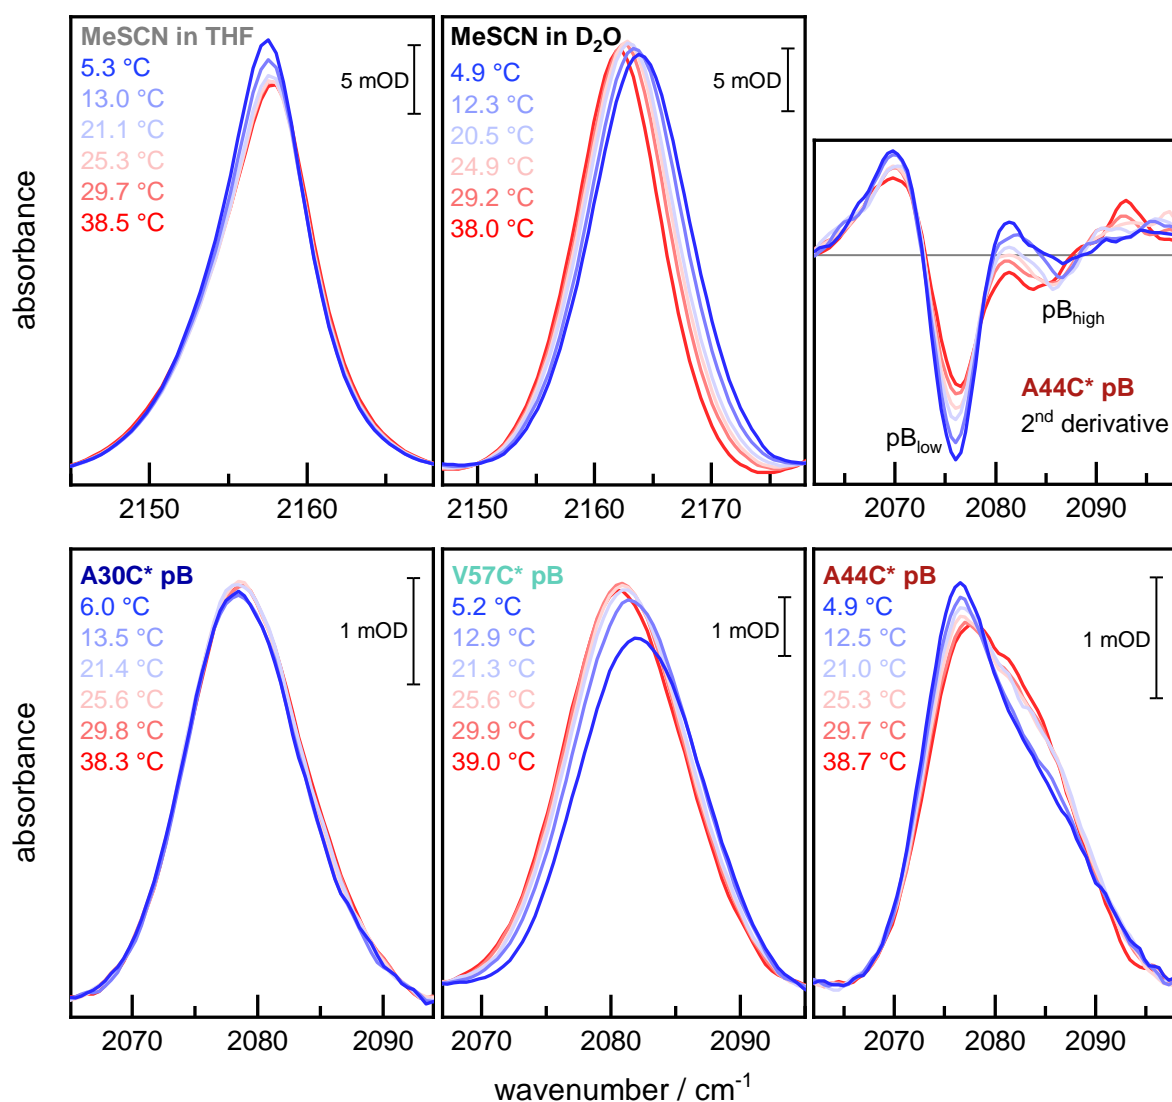 MeSCN in THF
5.3 °C
13.0 °C
21.1 °C
25.3 °C
29.7 °C
38.5 °C
5 mOD
2150
2160
MeSCN in D₂O
4.9 °C
12.3 °C
20.5 °C
24.9 °C
29.2 °C
38.0 °C
5 mOD
2150
2160
2170
pB_high
A44C* pB
2ⁿᵈ derivative
pB_low
2070
2080
2090
absorbance
A30C* pB
6.0 °C
13.5 °C
21.4 °C
25.6 °C
29.8 °C
38.3 °C
1 mOD
2070
2080
2090
V57C* pB
5.2 °C
12.9 °C
21.3 °C
25.6 °C
29.9 °C
39.0 °C
1 mOD
2070
2080
2090
A44C* pB
4.9 °C
12.5 °C
21.0 °C
25.3 °C
29.7 °C
38.7 °C
1 mOD
2070
2080
2090
absorbance
wavenumber / cm⁻¹